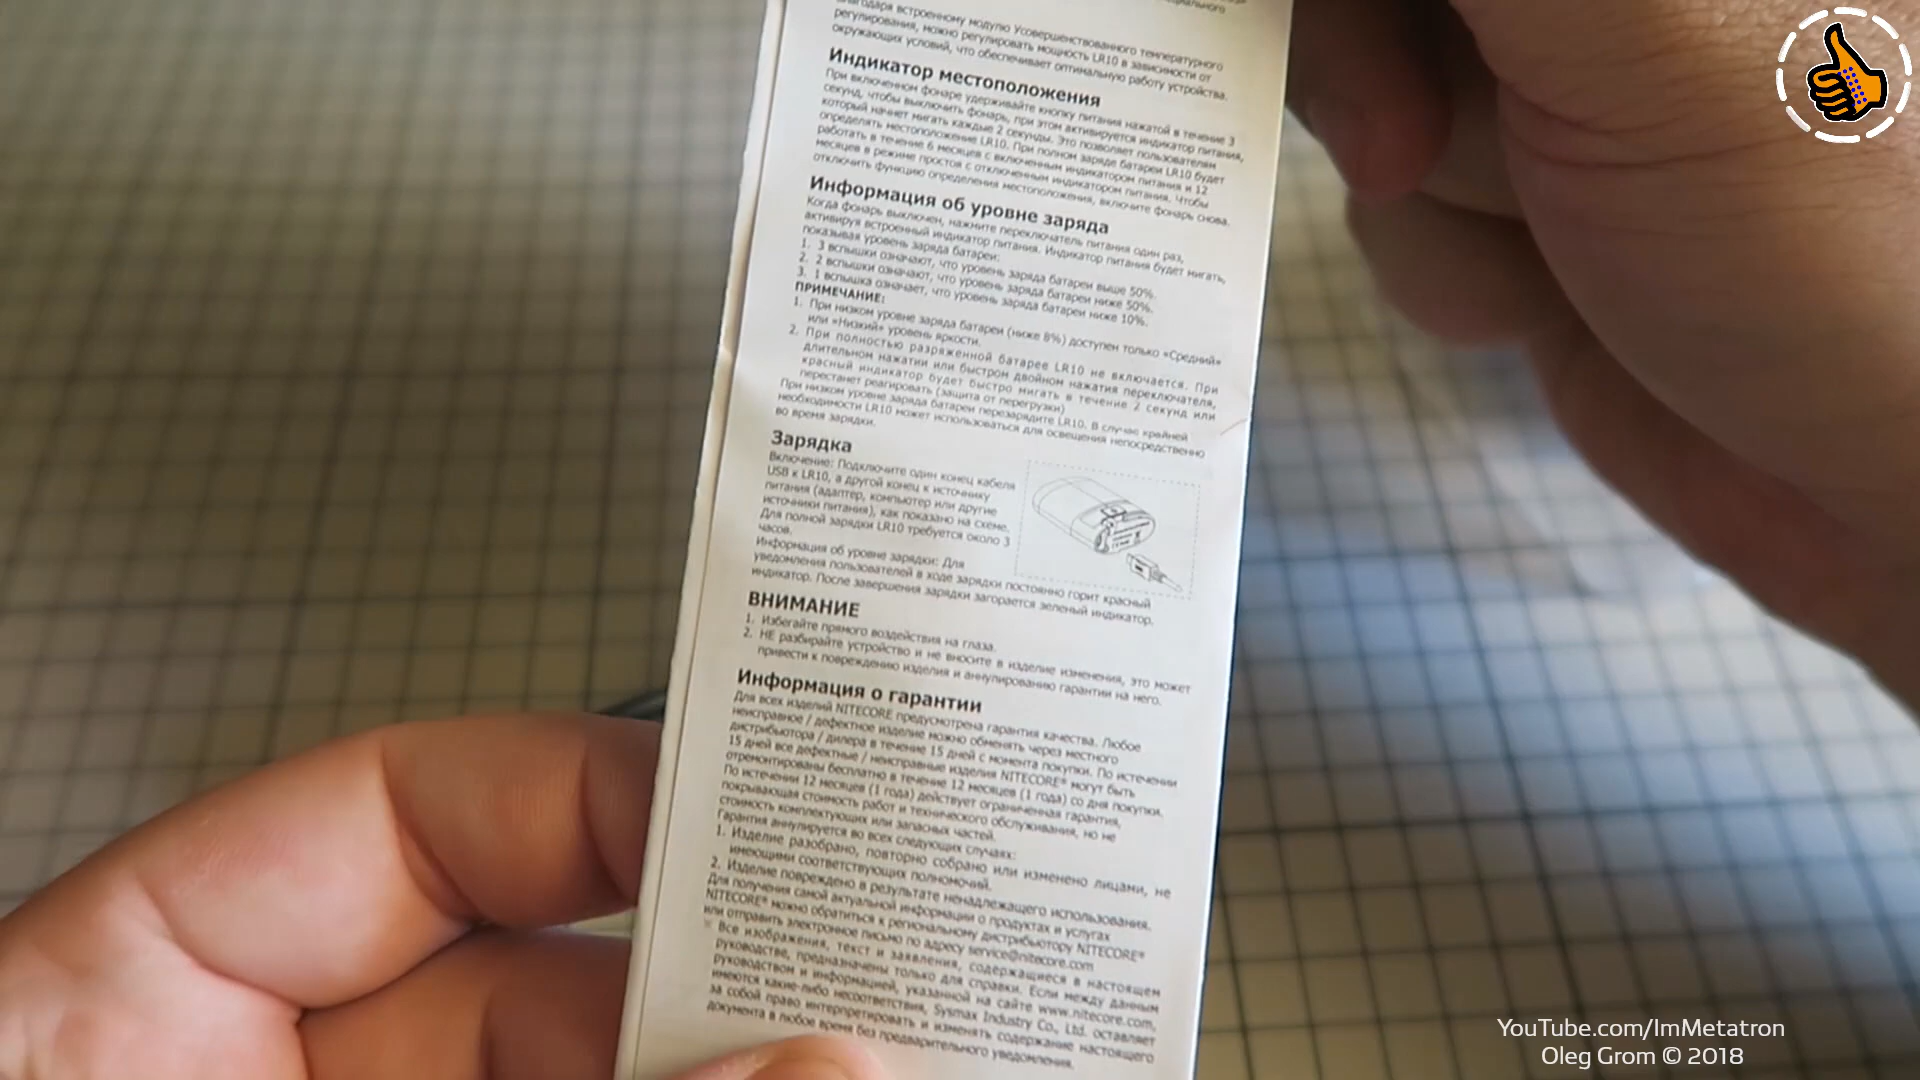 благодаря встроенному модулю Усовершенствованного температурного
регулирования, можно регулировать мощность LR10 в зависимости от
окружающих условий, что обеспечивает оптимальную работу устройства.
Индикатор местоположения
При включенном фонаре удерживайте кнопку питания нажатой в течение 3
секунд, чтобы выключить фонарь, при этом активируется индикатор питания,
который начнет мигать каждые 2 секунды. Это позволяет пользователям
определять местоположение LR10. При полном заряде батареи LR10 будет
работать в течение 6 месяцев с включенным индикатором питания и 12
месяцев в режиме простоя с отключенным индикатором питания. Чтобы
отключить функцию определения местоположения, включите фонарь снова.
Информация об уровне заряда
Когда фонарь выключен, нажмите переключатель питания один раз,
активируя встроенный индикатор питания. Индикатор питания будет мигать,
показывая уровень заряда батареи:
1. 3 вспышки означают, что уровень заряда батареи выше 50%.
2. 2 вспышки означают, что уровень заряда батареи ниже 50%.
3. 1 вспышка означает, что уровень заряда батареи ниже 10%.
ПРИМЕЧАНИЕ:
1. При низком уровне заряда батареи (ниже 8%) доступен только «Средний»
или «Низкий» уровень яркости.
2. При полностью разряженной батарее LR10 не включается. При
длительном нажатии или быстром двойном нажатия переключателя,
красный индикатор будет быстро мигать в течение 2 секунд или
перестанет реагировать (защита от перегрузки)
При низком уровне заряда батареи перезарядите LR10. В случае крайней
необходимости LR10 может использоваться для освещения непосредственно
во время зарядки.
Зарядка
Включение: Подключите один конец кабеля
USB к LR10, а другой конец к источнику
питания (адаптер, компьютер или другие
источники питания), как показано на схеме.
Для полной зарядки LR10 требуется около 3
часов.
Информация об уровне зарядки: Для
уведомления пользователей в ходе зарядки постоянно горит красный
индикатор. После завершения зарядки загорается зеленый индикатор.
ВНИМАНИЕ
1. Избегайте прямого воздействия на глаза.
2. НЕ разбирайте устройство и не вносите в изделие изменения, это может
привести к повреждению изделия и аннулированию гарантии на него.
Информация о гарантии
Для всех изделий NITECORE предусмотрена гарантия качества. Любое
неисправное / дефектное изделие можно обменять через местного
дистрибьютора / дилера в течение 15 дней с момента покупки. По истечении
15 дней все дефектные / неисправные изделия NITECORE® могут быть
отремонтированы бесплатно в течение 12 месяцев (1 года) со дня покупки.
По истечении 12 месяцев (1 года) действует ограниченная гарантия,
покрывающая стоимость работ и технического обслуживания, но не
стоимость комплектующих или запасных частей.
Гарантия аннулируется во всех следующих случаях:
1. Изделие разобрано, повторно собрано или изменено лицами, не
имеющими соответствующих полномочий.
2. Изделие повреждено в результате ненадлежащего использования.
Для получения самой актуальной информации о продуктах и услугах
NITECORE® можно обратиться к региональному дистрибьютору NITECORE®
или отправить электронное письмо по адресу service@nitecore.com
※ Все изображения, текст и заявления, содержащиеся в настоящем
руководстве, предназначены только для справки. Если между данным
руководством и информацией, указанной на сайте www.nitecore.com,
имеются какие-либо несоответствия, Sysmax Industry Co., Ltd. оставляет
за собой право интерпретировать и изменять содержание настоящего
документа в любое время без предварительного уведомления.
YouTube.com/ImMetatron
Oleg Grom © 2018